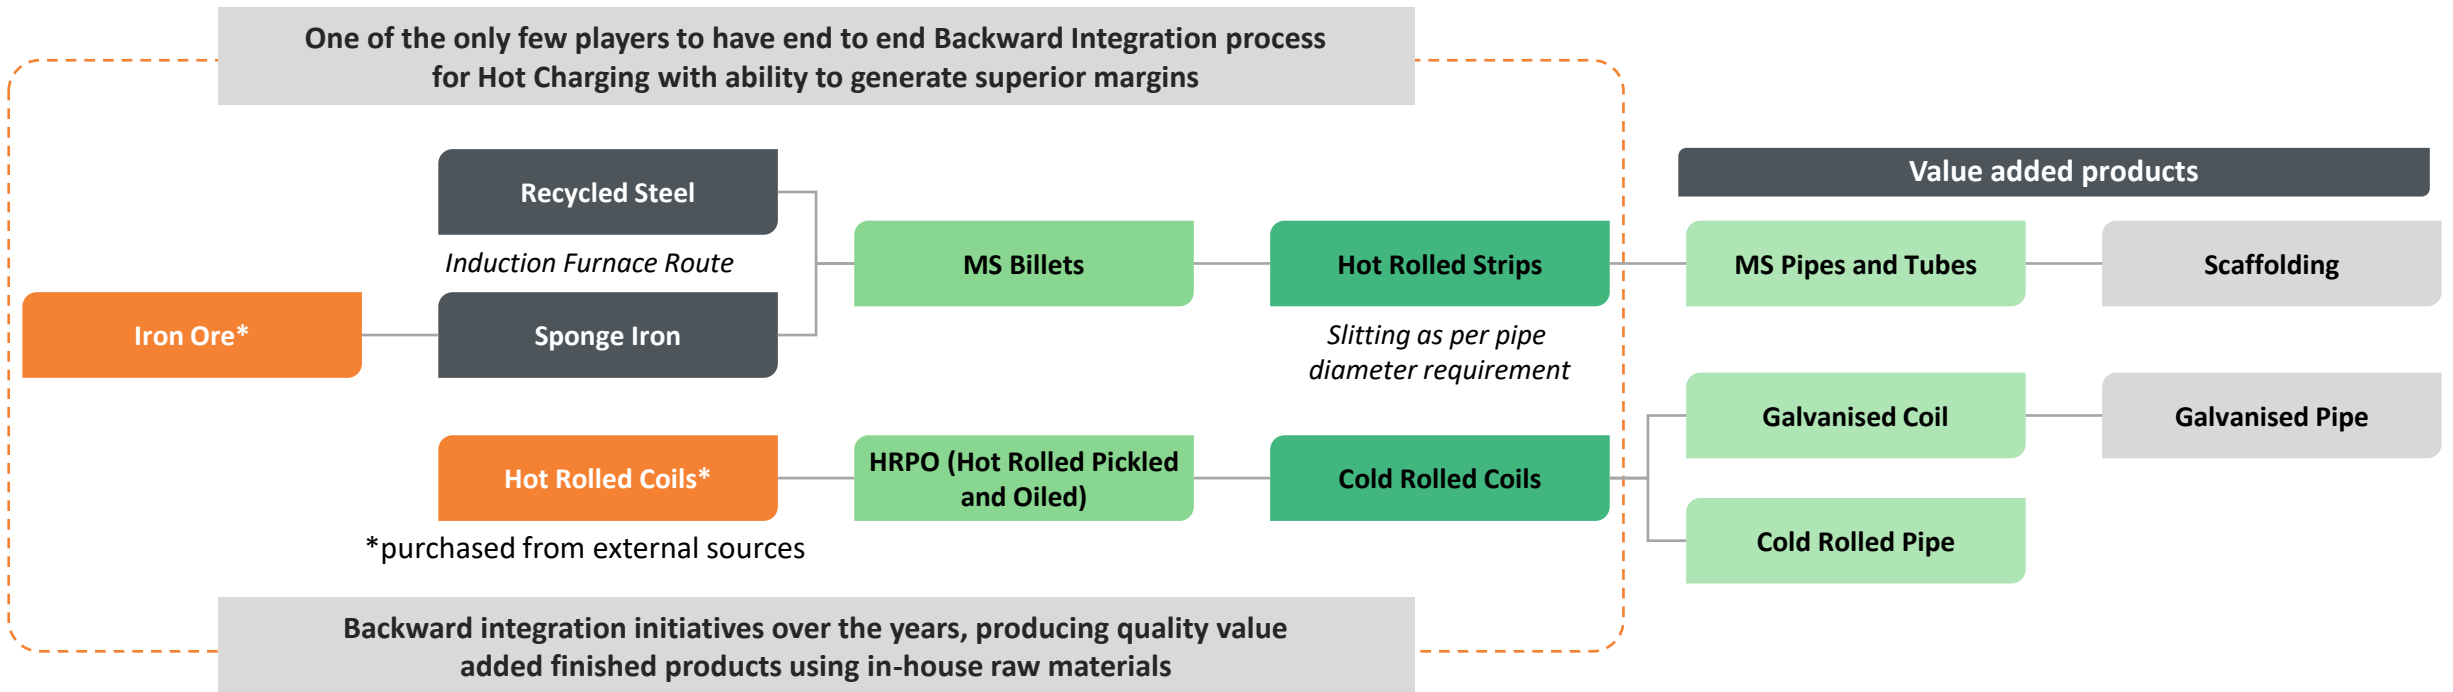 One of the only few players to have end to end Backward Integration process
for Hot Charging with ability to generate superior margins
Value added products
Recycled Steel
Induction Furnace Route
Iron Ore*
Sponge Iron
MS Billets
Hot Rolled Strips
Slitting as per pipe
diameter requirement
MS Pipes and Tubes
Scaffolding
Hot Rolled Coils*
HRPO (Hot Rolled Pickled
and Oiled)
Cold Rolled Coils
Galvanised Coil
Galvanised Pipe
Cold Rolled Pipe
*purchased from external sources
Backward integration initiatives over the years, producing quality value
added finished products using in-house raw materials